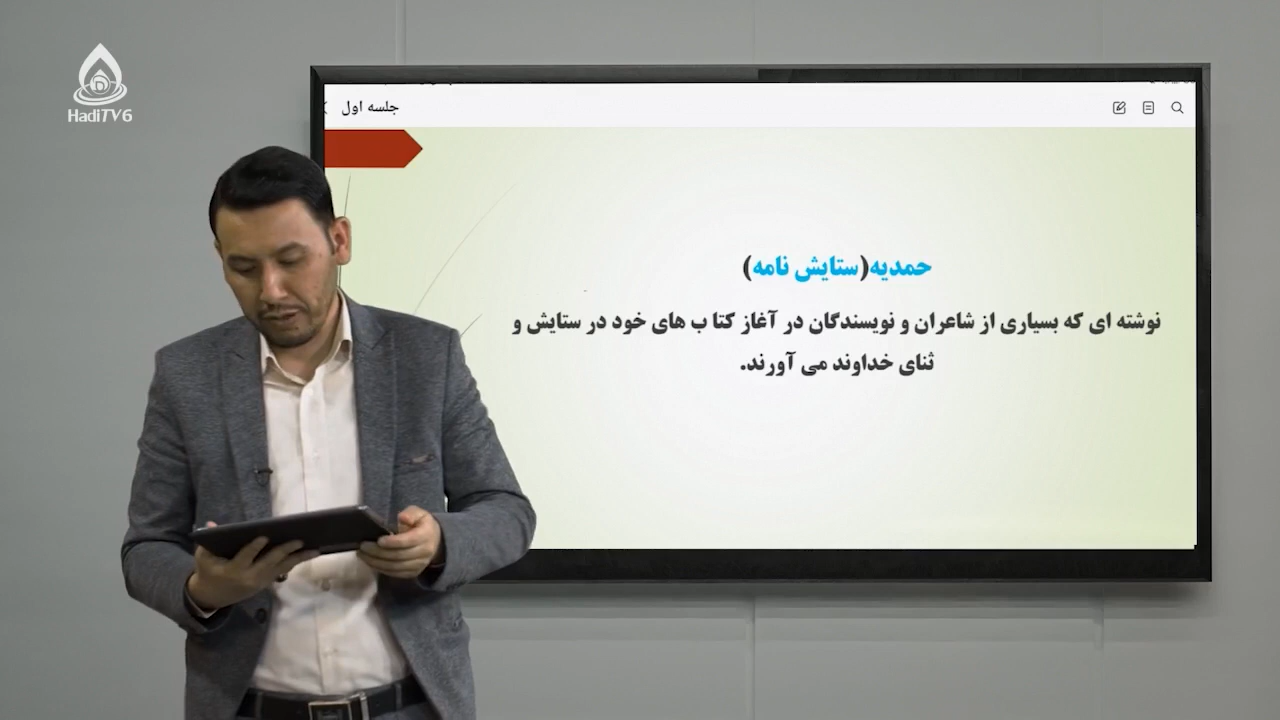 HadiTV6
جلسه اول
حمدیه(ستایش نامه)
نوشته ای که بسیاری از شاعران و نویسندگان در آغاز کتا ب های خود در ستایش و
ثنای خداوند می آورند.